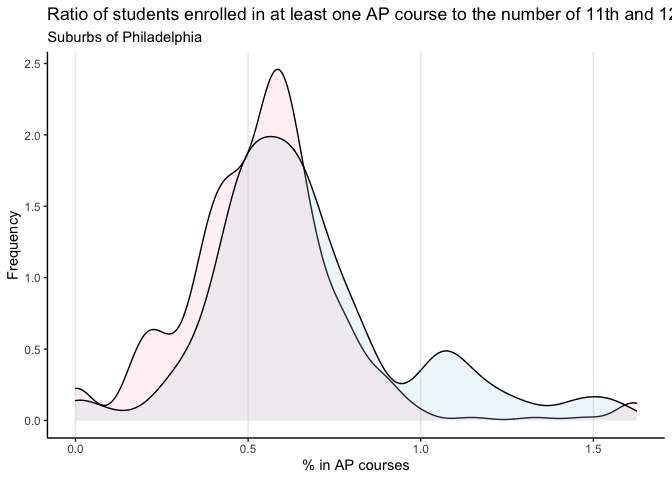 Ratio of students enrolled in at least one AP course to the number of 11th and 12
Suburbs of Philadelphia
2.5
2.0
1.5
1.0
0.5
0.0
Frequency
0.0 0.5 1.0 1.5
% in AP courses